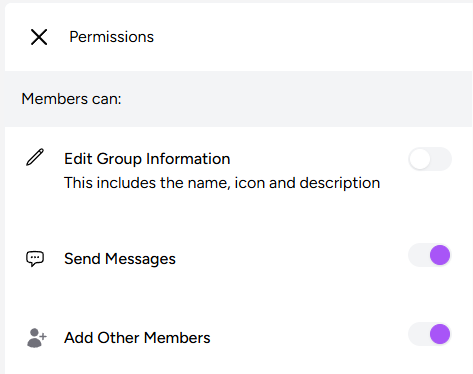 Permissions
Members can:
Edit Group Information
This includes the name, icon and description
Send Messages
Add Other Members